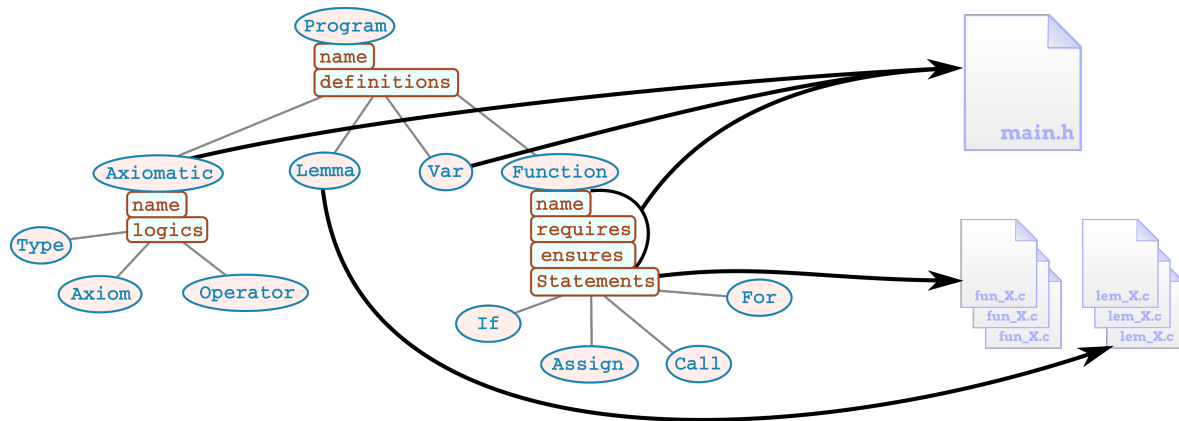 Program
name
definitions
main.h
Axiomatic
Lemma
Var
Function
name
logics
name
requires
ensures
Statements
Type
Axiom
Operator
If
For
Assign
Call
fun_X.c
fun_X.c
fun_X.c
lem_X.c
lem_X.c
lem_X.c